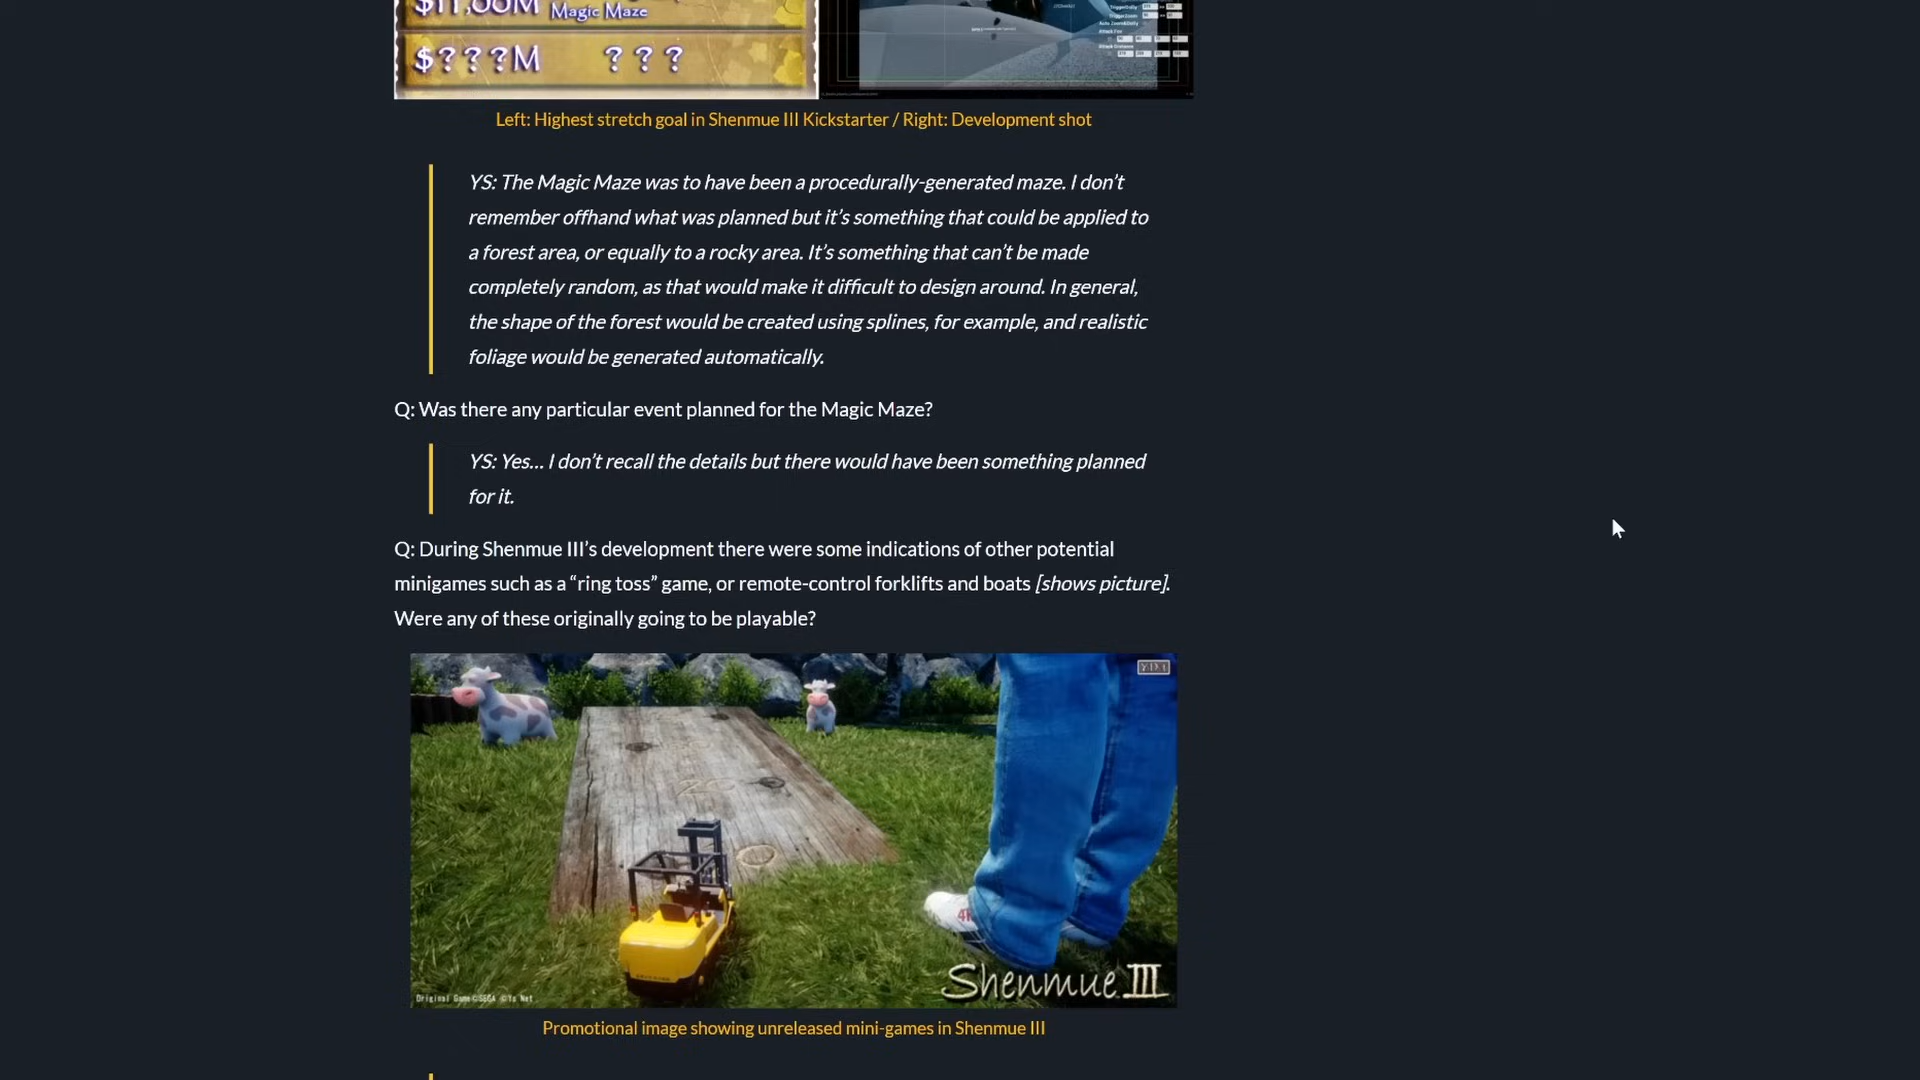 $11,00M Magic Maze
$???M ???
Left: Highest stretch goal in Shenmue III Kickstarter / Right: Development shot
YS: The Magic Maze was to have been a procedurally-generated maze. I don’t
remember offhand what was planned but it’s something that could be applied to
a forest area, or equally to a rocky area. It’s something that can’t be made
completely random, as that would make it difficult to design around. In general,
the shape of the forest would be created using splines, for example, and realistic
foliage would be generated automatically.
Q: Was there any particular event planned for the Magic Maze?
YS: Yes… I don’t recall the details but there would have been something planned
for it.
Q: During Shenmue III’s development there were some indications of other potential
minigames such as a “ring toss” game, or remote-control forklifts and boats [shows picture].
Were any of these originally going to be playable?
Shenmue III
Original Game©SEGA ©Ys Net
Promotional image showing unreleased mini-games in Shenmue III